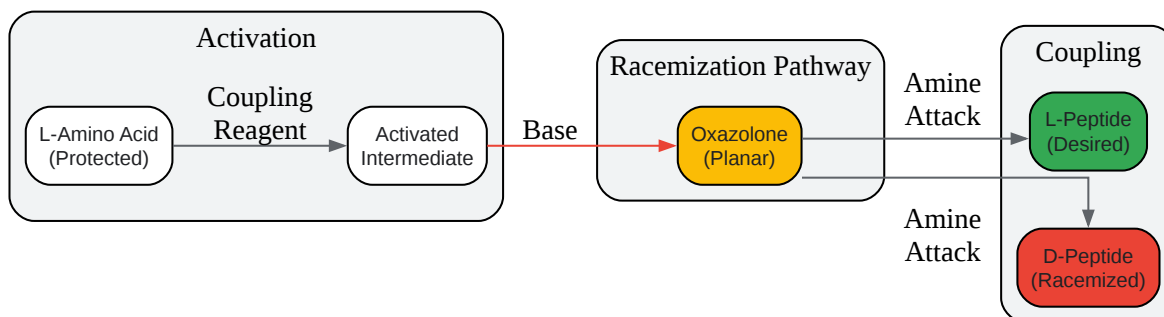 Activation
L-Amino Acid
(Protected)
Coupling
Reagent
Activated
Intermediate
Base
Racemization Pathway
Oxazolone
(Planar)
Amine
Attack
Amine
Attack
Coupling
L-Peptide
(Desired)
D-Peptide
(Racemized)